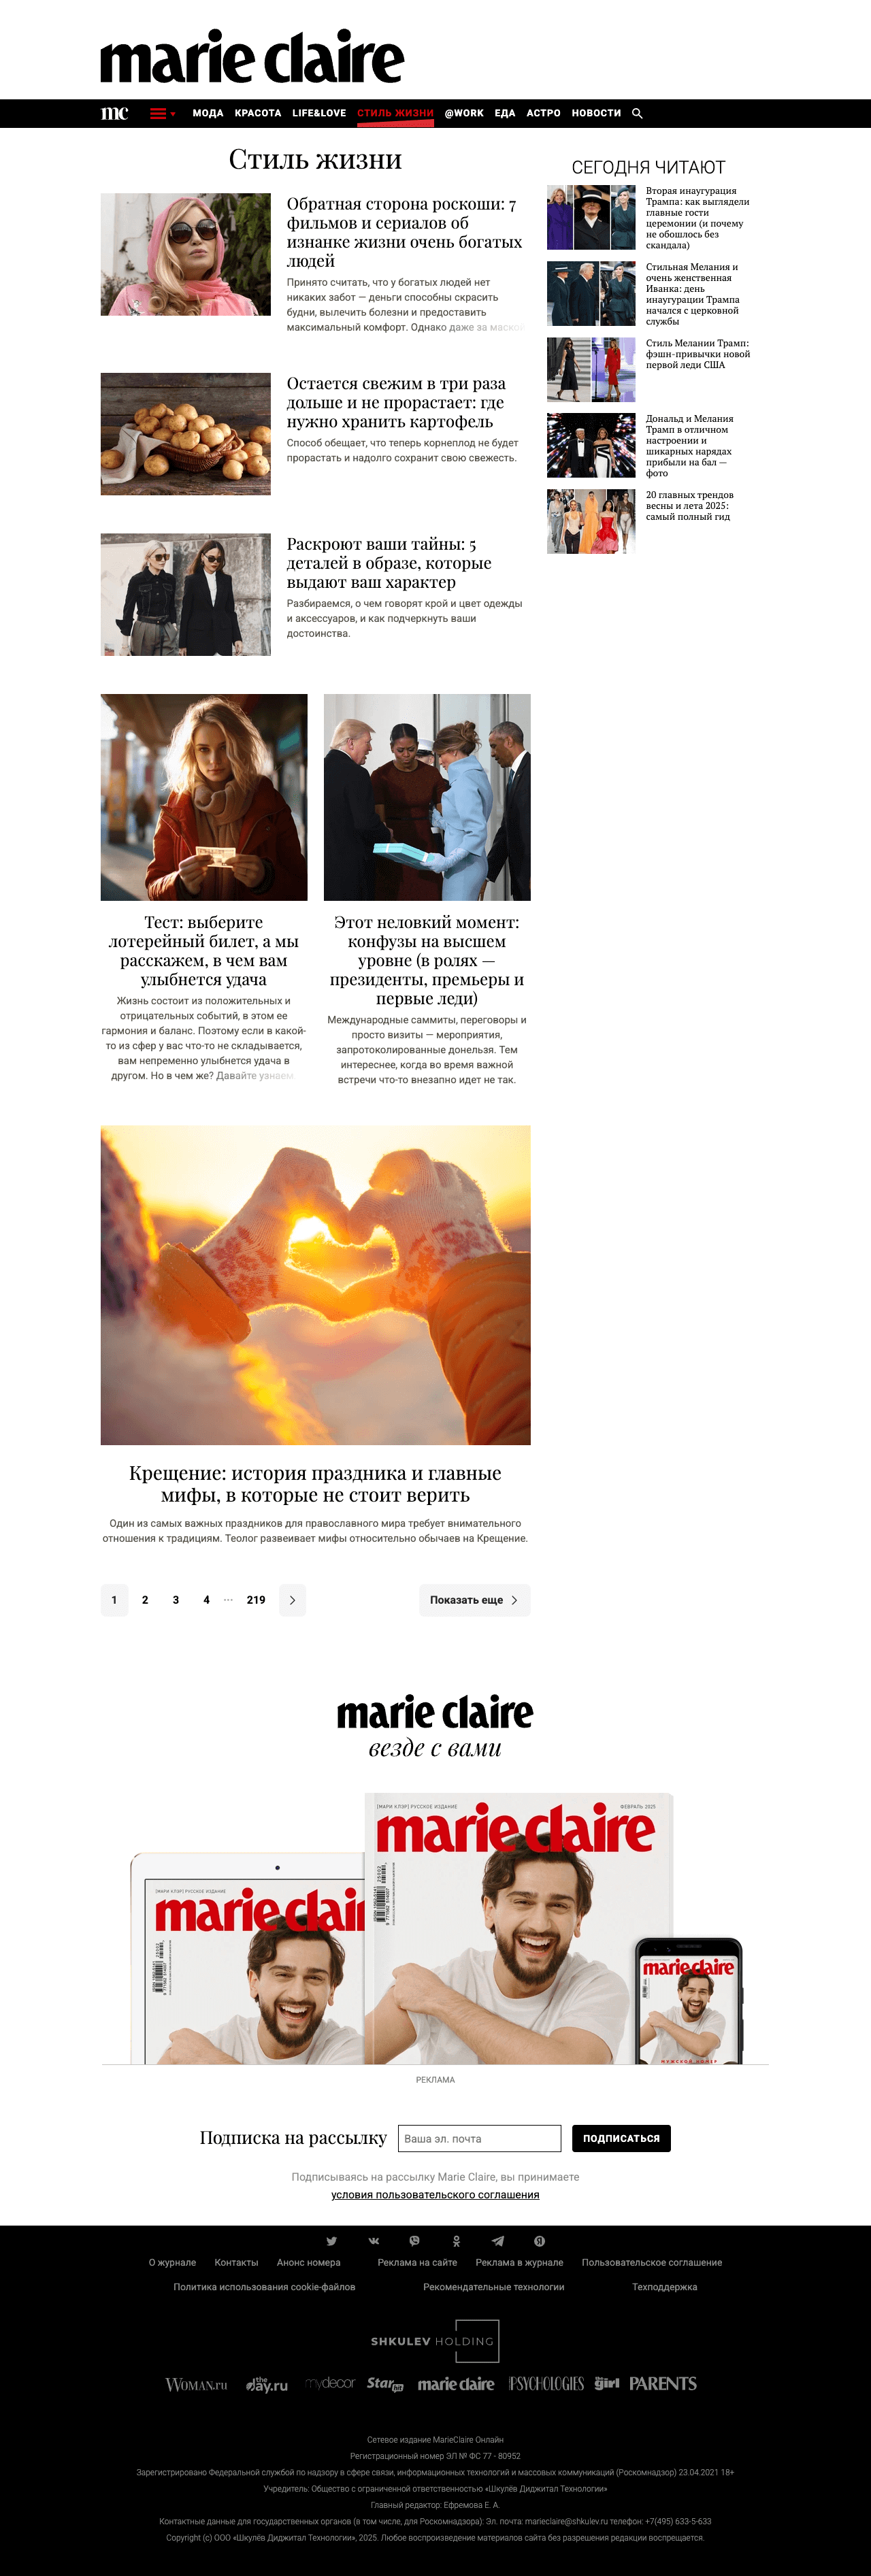 marie claire
mc
МОДА КРАСОТА LIFE&LOVE СТИЛЬ ЖИЗНИ @WORK ЕДА АСТРО НОВОСТИ
Стиль жизни
Обратная сторона роскоши: 7
фильмов и сериалов об
изнанке жизни очень богатых
людей
Принято считать, что у богатых людей нет
никаких забот — деньги способны скрасить
будни, вылечить болезни и предоставить
максимальный комфорт. Однако даже за маской
Остается свежим в три раза
дольше и не прорастает: где
нужно хранить картофель
Способ обещает, что теперь корнеплод не будет
прорастать и надолго сохранит свою свежесть.
Раскроют ваши тайны: 5
деталей в образе, которые
выдают ваш характер
Разбираемся, о чем говорят крой и цвет одежды
и аксессуаров, и как подчеркнуть ваши
достоинства.
Тест: выберите
лотерейный билет, а мы
расскажем, в чем вам
улыбнется удача
Жизнь состоит из положительных и
отрицательных событий, в этом ее
гармония и баланс. Поэтому если в какой-
то из сфер у вас что-то не складывается,
вам непременно улыбнется удача в
другом. Но в чем же? Давайте узнаем.
Этот неловкий момент:
конфузы на высшем
уровне (в ролях —
президенты, премьеры и
первые леди)
Международные саммиты, переговоры и
просто визиты — мероприятия,
запротоколированные донельзя. Тем
интереснее, когда во время важной
встречи что-то внезапно идет не так.
Крещение: история праздника и главные
мифы, в которые не стоит верить
Один из самых важных праздников для православного мира требует внимательного
отношения к традициям. Теолог развеивает мифы относительно обычаев на Крещение.
1 2 3 4 ... 219
Показать еще
СЕГОДНЯ ЧИТАЮТ
Вторая инаугурация
Трампа: как выглядели
главные гости
церемонии (и почему
не обошлось без
скандала)
Стильная Мелания и
очень женственная
Иванка: день
инаугурации Трампа
начался с церковной
службы
Стиль Мелании Трамп:
фэшн-привычки новой
первой леди США
Дональд и Мелания
Трамп в отличном
настроении и
шикарных нарядах
прибыли на бал —
фото
20 главных трендов
весны и лета 2025:
самый полный гид
marie claire
везде с вами
[МАРИ КЛЭР] РУССКОЕ ИЗДАНИЕ
ФЕВРАЛЬ 2025
marie claire
[МАРИ КЛЭР] РУССКОЕ ИЗДАНИЕ
marie clair
marie claire
МУЖСКОЙ НОМЕР
РЕКЛАМА
Подписка на рассылку
Ваша эл. почта
ПОДПИСАТЬСЯ
Подписываясь на рассылку Marie Claire, вы принимаете
условия пользовательского соглашения
О журнале Контакты Анонс номера Реклама на сайте Реклама в журнале Пользовательское соглашение
Политика использования cookie-файлов Рекомендательные технологии Техподдержка
SHKULEV HOLDING
WOMAN.ru the day.ru mydecor StarHit marie claire PSYCHOLOGIES the girl PARENTS
Сетевое издание MarieClaire Онлайн
Регистрационный номер ЭЛ № ФС 77 - 80952
Зарегистрировано Федеральной службой по надзору в сфере связи, информационных технологий и массовых коммуникаций (Роскомнадзор) 23.04.2021 18+
Учредитель: Общество с ограниченной ответственностью «Шкулёв Диджитал Технологии»
Главный редактор: Ефремова Е. А.
Контактные данные для государственных органов (в том числе, для Роскомнадзора): Эл. почта: marieclaire@shkulev.ru телефон: +7(495) 633-5-633
Copyright (с) ООО «Шкулёв Диджитал Технологии», 2025. Любое воспроизведение материалов сайта без разрешения редакции воспрещается.